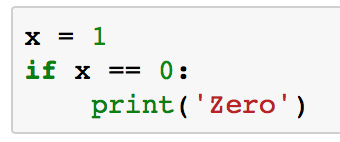 x = 1
if x == 0:
    print('Zero')